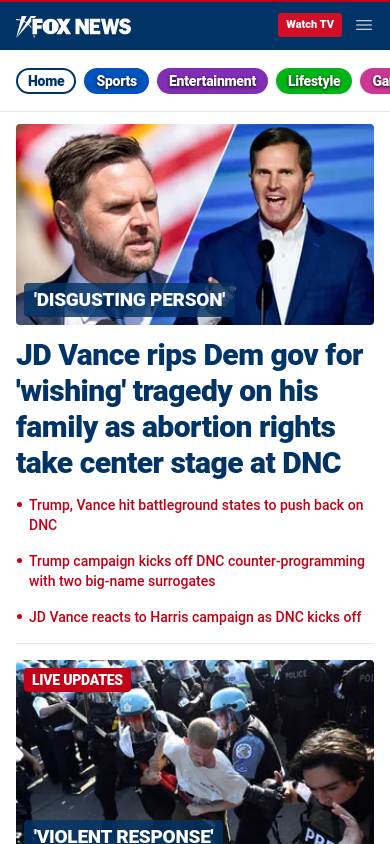 FOX NEWS
Watch TV
Home
Sports
Entertainment
Lifestyle
Ga
'DISGUSTING PERSON'
JD Vance rips Dem gov for
'wishing' tragedy on his
family as abortion rights
take center stage at DNC
Trump, Vance hit battleground states to push back on
DNC
Trump campaign kicks off DNC counter-programming
with two big-name surrogates
JD Vance reacts to Harris campaign as DNC kicks off
LIVE UPDATES
POLICE
POL
PRE
'VIOLENT RESPONSE'